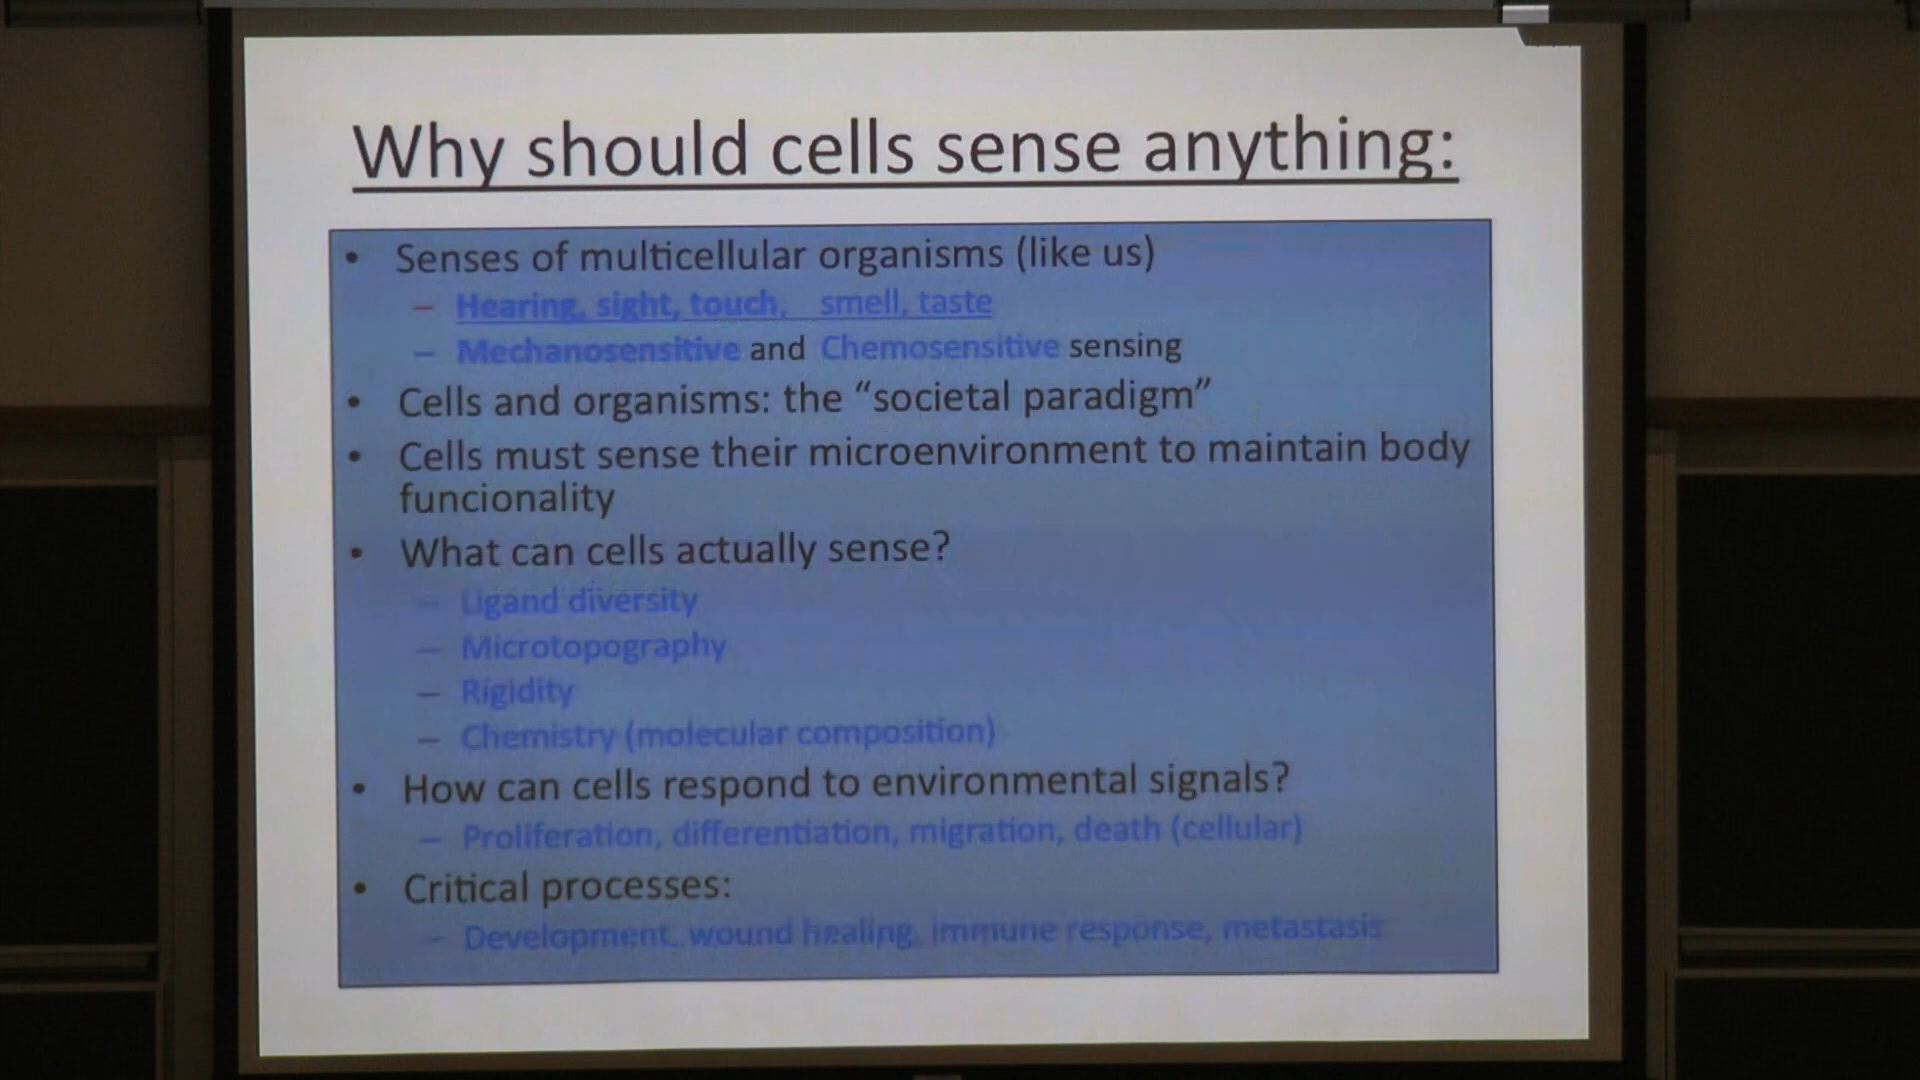 Why should cells sense anything:
• Senses of multicellular organisms (like us)
– Hearing, sight, touch, smell, taste
– Mechanosensitive and Chemosensitive sensing
• Cells and organisms: the “societal paradigm”
• Cells must sense their microenvironment to maintain body
funcionality
• What can cells actually sense?
– Ligand diversity
– Microtopography
– Rigidity
– Chemistry (molecular composition)
• How can cells respond to environmental signals?
– Proliferation, differentiation, migration, death (cellular)
• Critical processes:
– Development, wound healing, immune response, metastasis